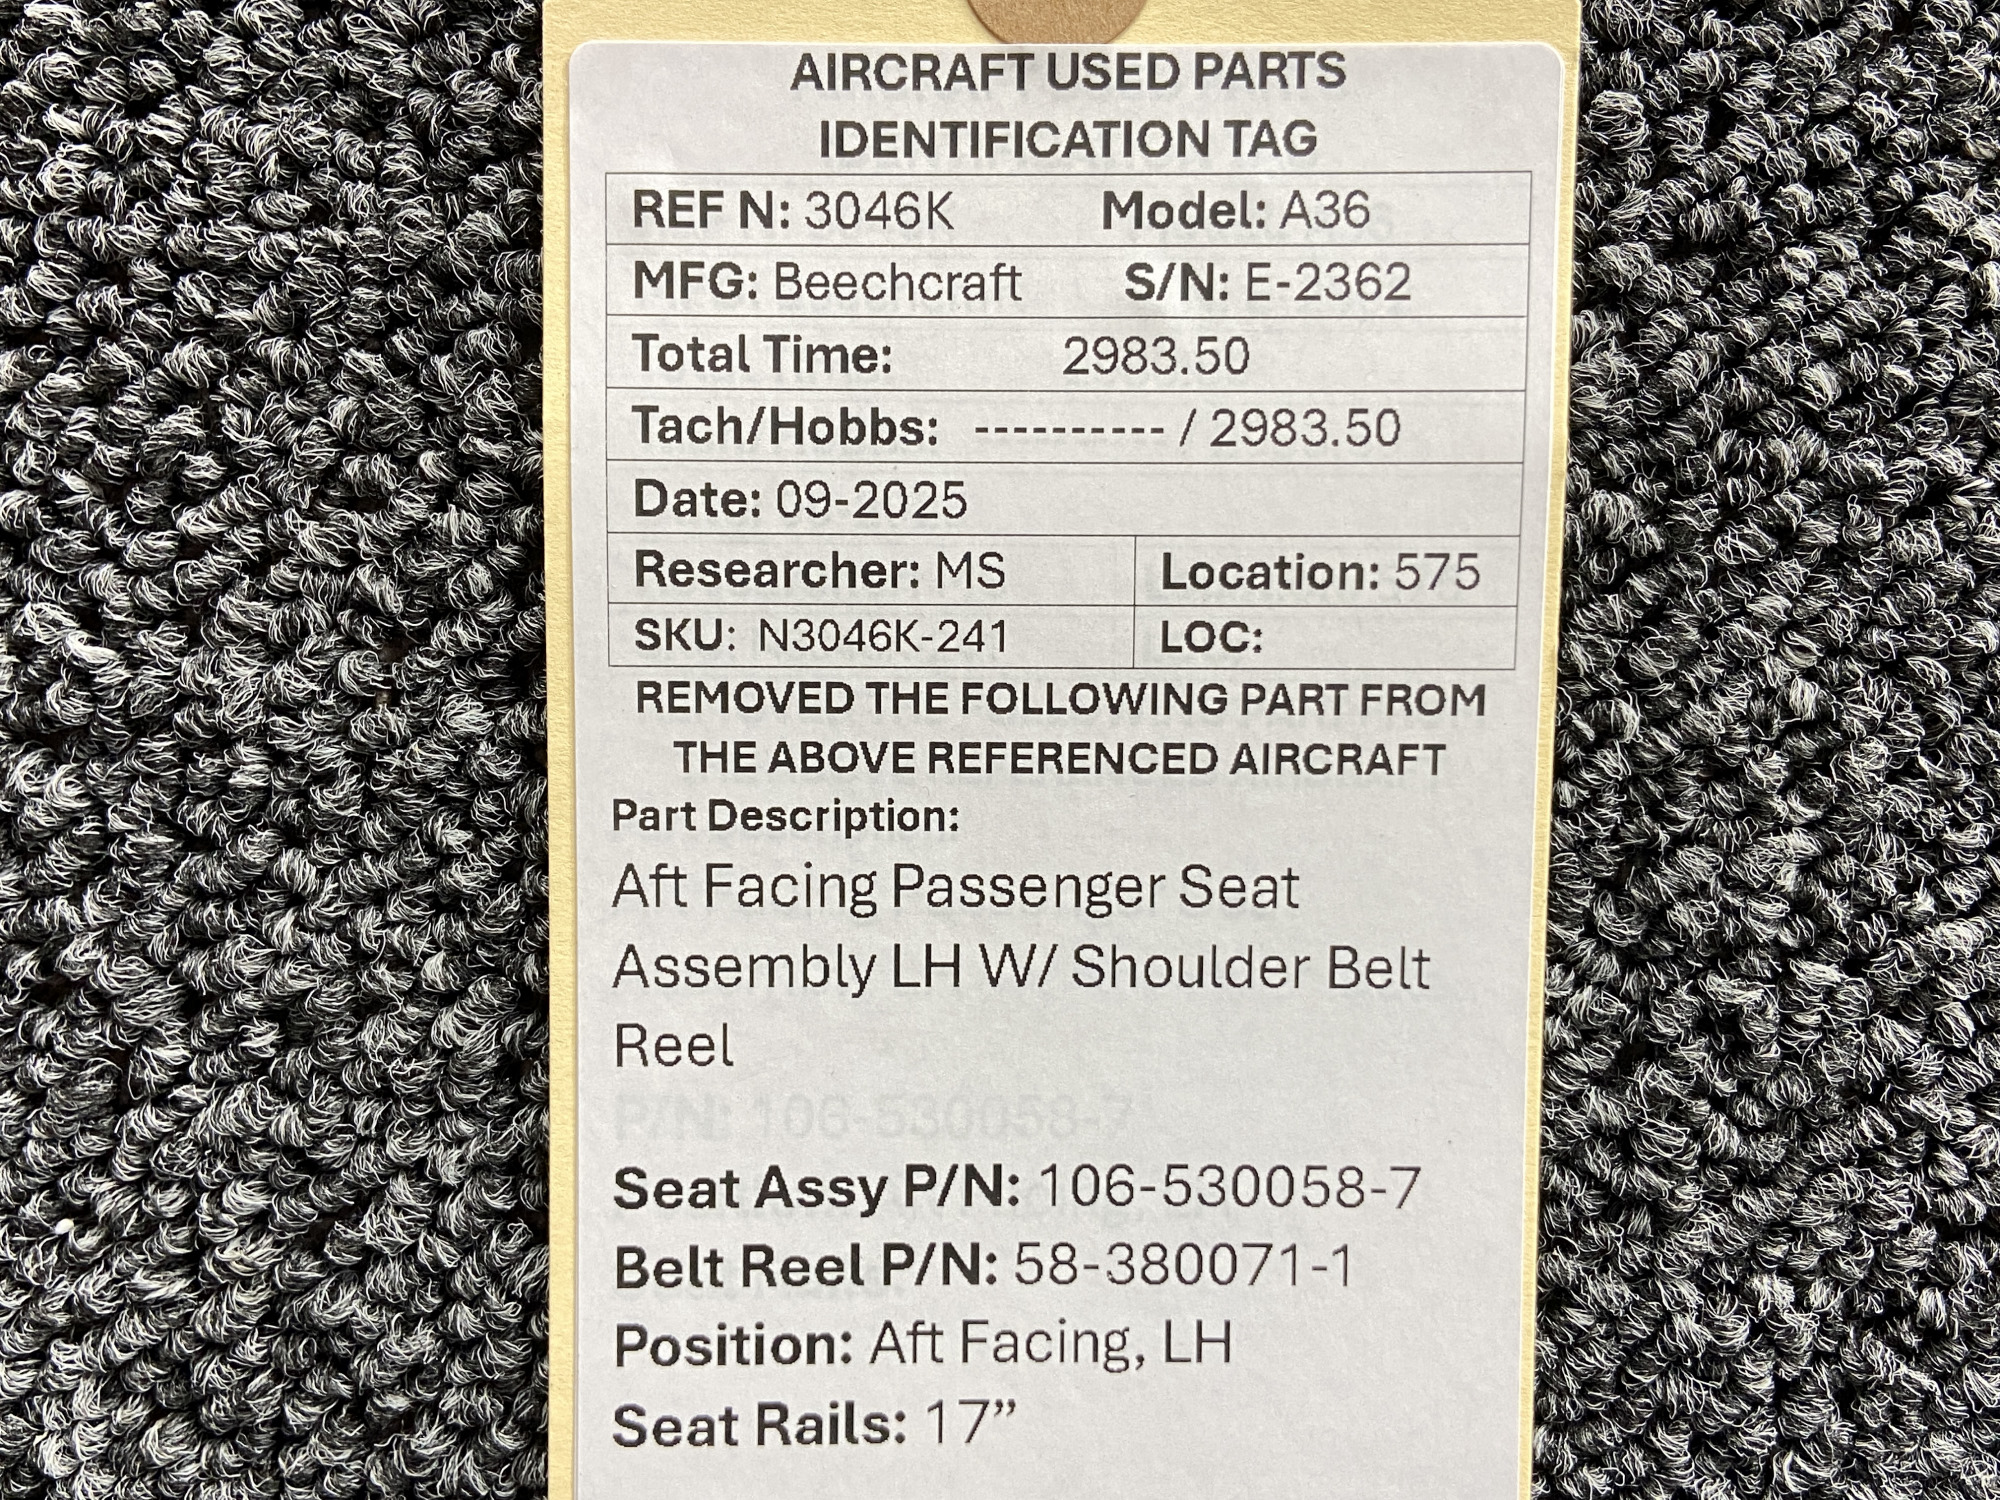 AIRCRAFT USED PARTS
IDENTIFICATION TAG
REF N: 3046K Model: A36
MFG: Beechcraft S/N: E-2362
Total Time: 2983.50
Tach/Hobbs: ---------- / 2983.50
Date: 09-2025
Researcher: MS Location: 575
SKU: N3046K-241 LOC:
REMOVED THE FOLLOWING PART FROM
THE ABOVE REFERENCED AIRCRAFT
Part Description:
Aft Facing Passenger Seat
Assembly LH W/ Shoulder Belt
Reel
P/N: 106-530058-7
Seat Assy P/N: 106-530058-7
Belt Reel P/N: 58-380071-1
Position: Aft Facing, LH
Seat Rails: 17”